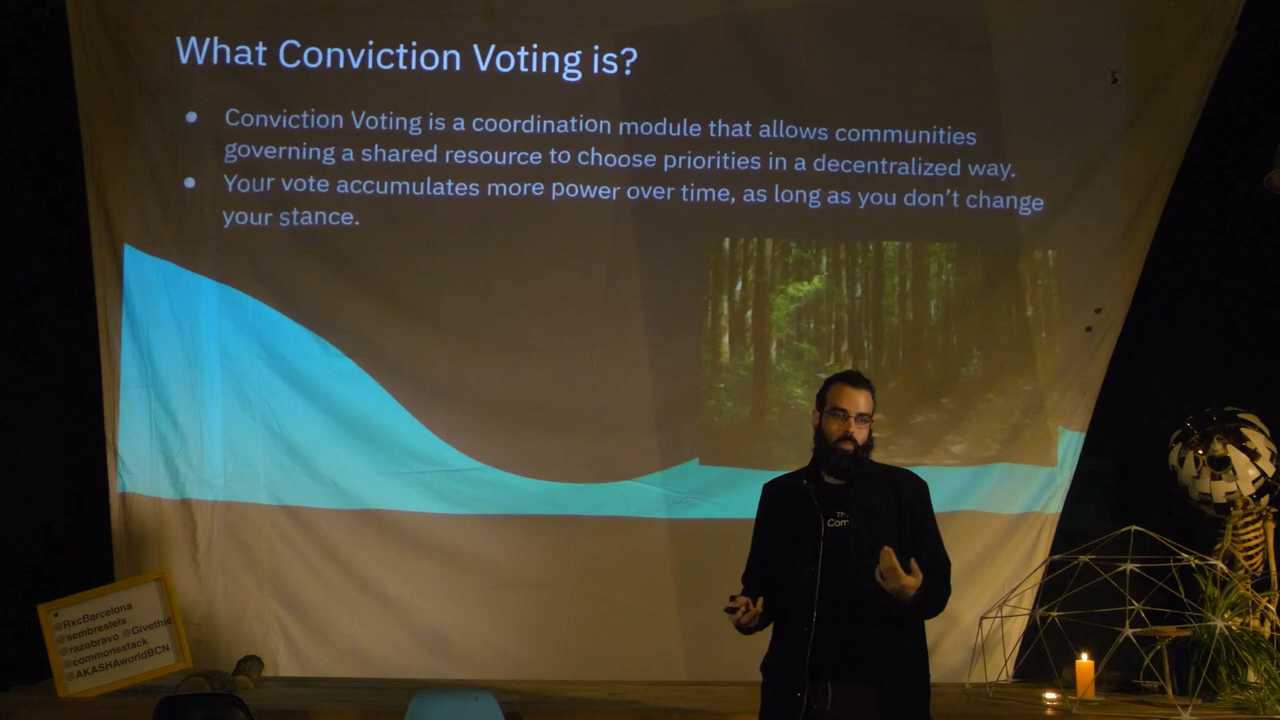 What Conviction Voting is?
Conviction Voting is a coordination module that allows communities
governing a shared resource to choose priorities in a decentralized way.
Your vote accumulates more power over time, as long as you don't change
your stance.
Com
@RxcBarcelona
@sembrestels
@razobravo @Givethic
@commonsstack
@AKASHAworldBCN